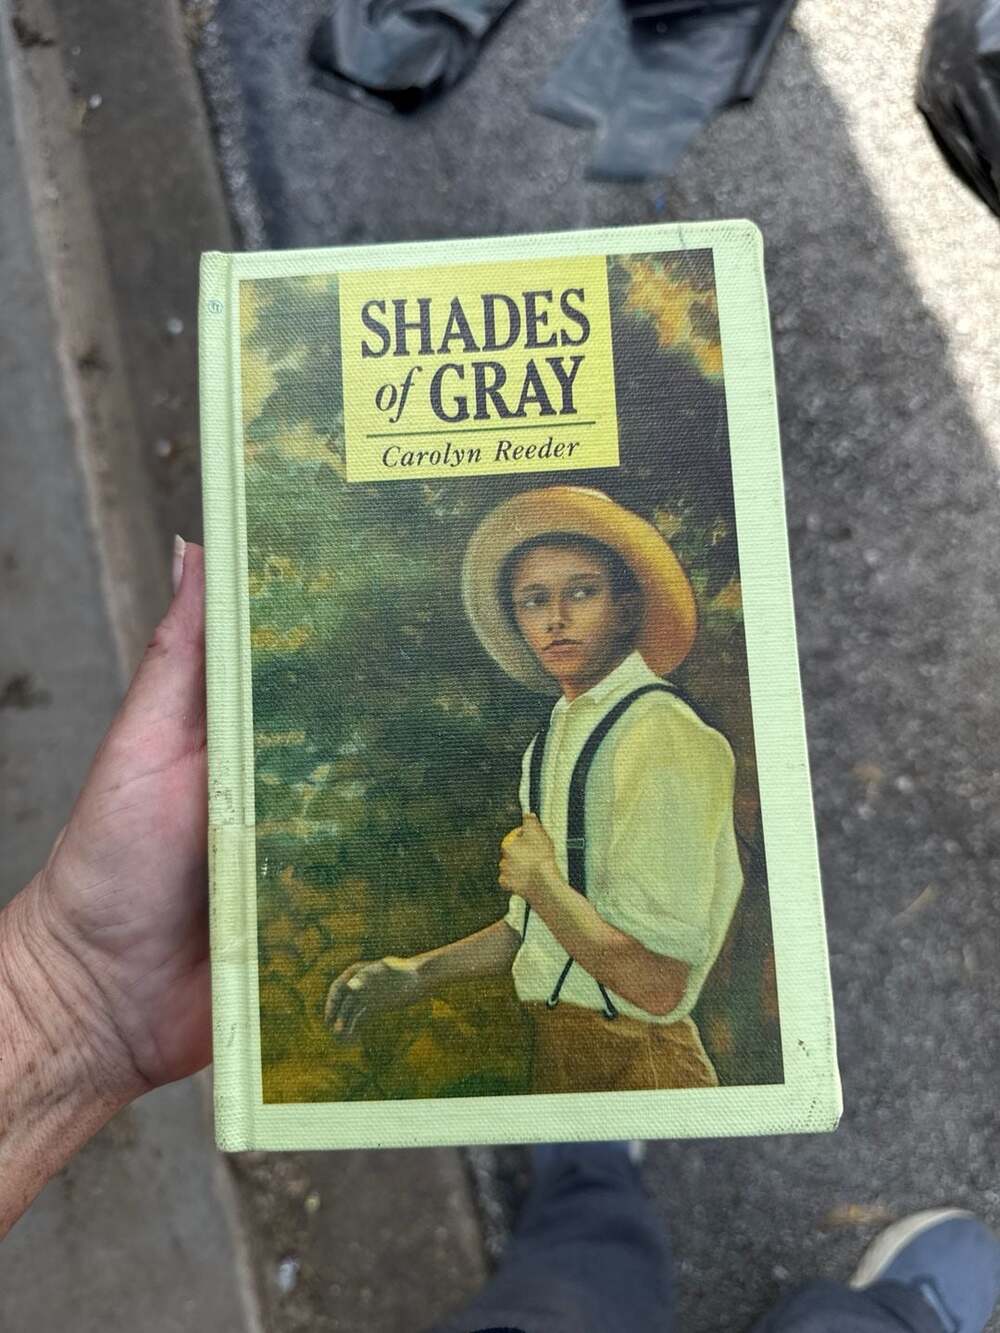 SHADES
of GRAY
Carolyn Reeder